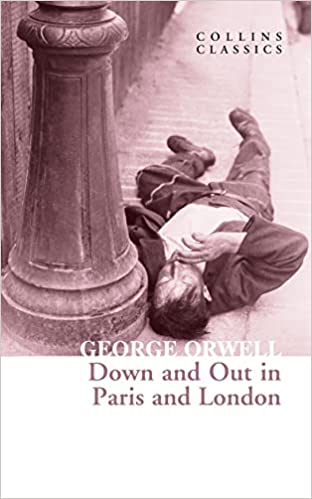 COLLINS
CLASSICS
GEORGE ORWELL
Down and Out in
Paris and London